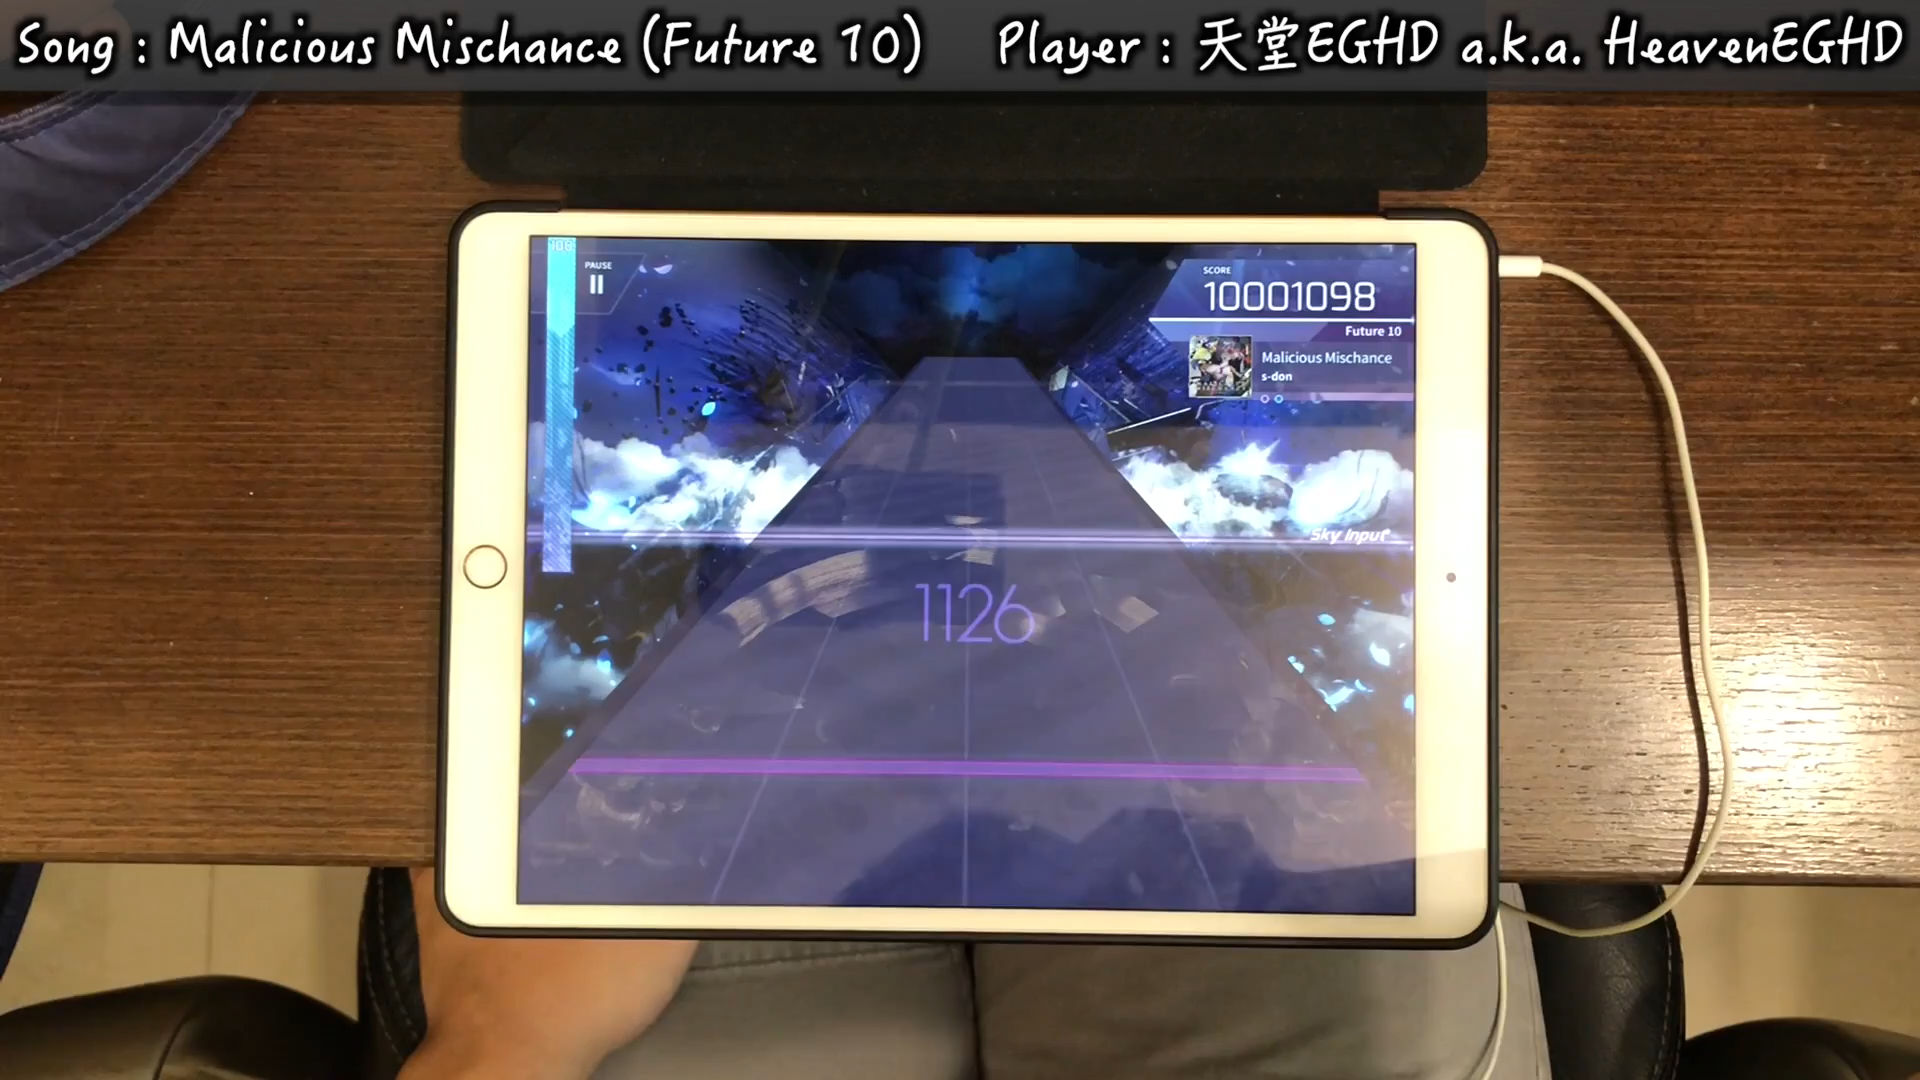 Song : Malicious Mischance (Future 10) Player : 天堂EGHD a.k.a. HeavenEGHD
100
PAUSE
SCORE
10001098
Future 10
Malicious Mischance
s-don
Sky Input
1126